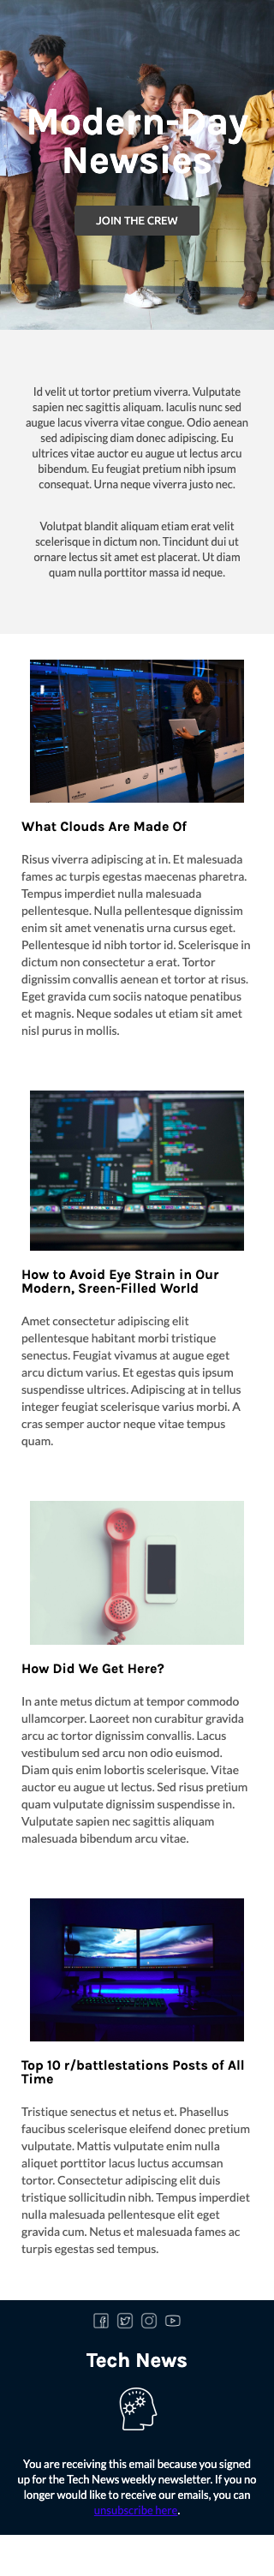 Modern-Day
Newsies
JOIN THE CREW
Id velit ut tortor pretium viverra. Vulputate
sapien nec sagittis aliquam. Iaculis nunc sed
augue lacus viverra vitae congue. Odio aenean
sed adipiscing diam donec adipiscing. Eu
ultrices vitae auctor eu augue ut lectus arcu
bibendum. Eu feugiat pretium nibh ipsum
consequat. Urna neque viverra justo nec.
Volutpat blandit aliquam etiam erat velit
scelerisque in dictum non. Tincidunt dui ut
ornare lectus sit amet est placerat. Ut diam
quam nulla porttitor massa id neque.
What Clouds Are Made Of
Risus viverra adipiscing at in. Et malesuada
fames ac turpis egestas maecenas pharetra.
Tempus imperdiet nulla malesuada
pellentesque. Nulla pellentesque dignissim
enim sit amet venenatis urna cursus eget.
Pellentesque id nibh tortor id. Scelerisque in
dictum non consectetur a erat. Tortor
dignissim convallis aenean et tortor at risus.
Eget gravida cum sociis natoque penatibus
et magnis. Neque sodales ut etiam sit amet
nisl purus in mollis.
How to Avoid Eye Strain in Our
Modern, Sreen-Filled World
Amet consectetur adipiscing elit
pellentesque habitant morbi tristique
senectus. Feugiat vivamus at augue eget
arcu dictum varius. Et egestas quis ipsum
suspendisse ultrices. Adipiscing at in tellus
integer feugiat scelerisque varius morbi. A
cras semper auctor neque vitae tempus
quam.
How Did We Get Here?
In ante metus dictum at tempor commodo
ullamcorper. Laoreet non curabitur gravida
arcu ac tortor dignissim convallis. Lacus
vestibulum sed arcu non odio euismod.
Diam quis enim lobortis scelerisque. Vitae
auctor eu augue ut lectus. Sed risus pretium
quam vulputate dignissim suspendisse in.
Vulputate sapien nec sagittis aliquam
malesuada bibendum arcu vitae.
Top 10 r/battlestations Posts of All
Time
Tristique senectus et netus et. Phasellus
faucibus scelerisque eleifend donec pretium
vulputate. Mattis vulputate enim nulla
aliquet porttitor lacus luctus accumsan
tortor. Consectetur adipiscing elit duis
tristique sollicitudin nibh. Tempus imperdiet
nulla malesuada pellentesque elit eget
gravida cum. Netus et malesuada fames ac
turpis egestas sed tempus.
Tech News
You are receiving this email because you signed
up for the Tech News weekly newsletter. If you no
longer would like to receive our emails, you can
unsubscribe here.